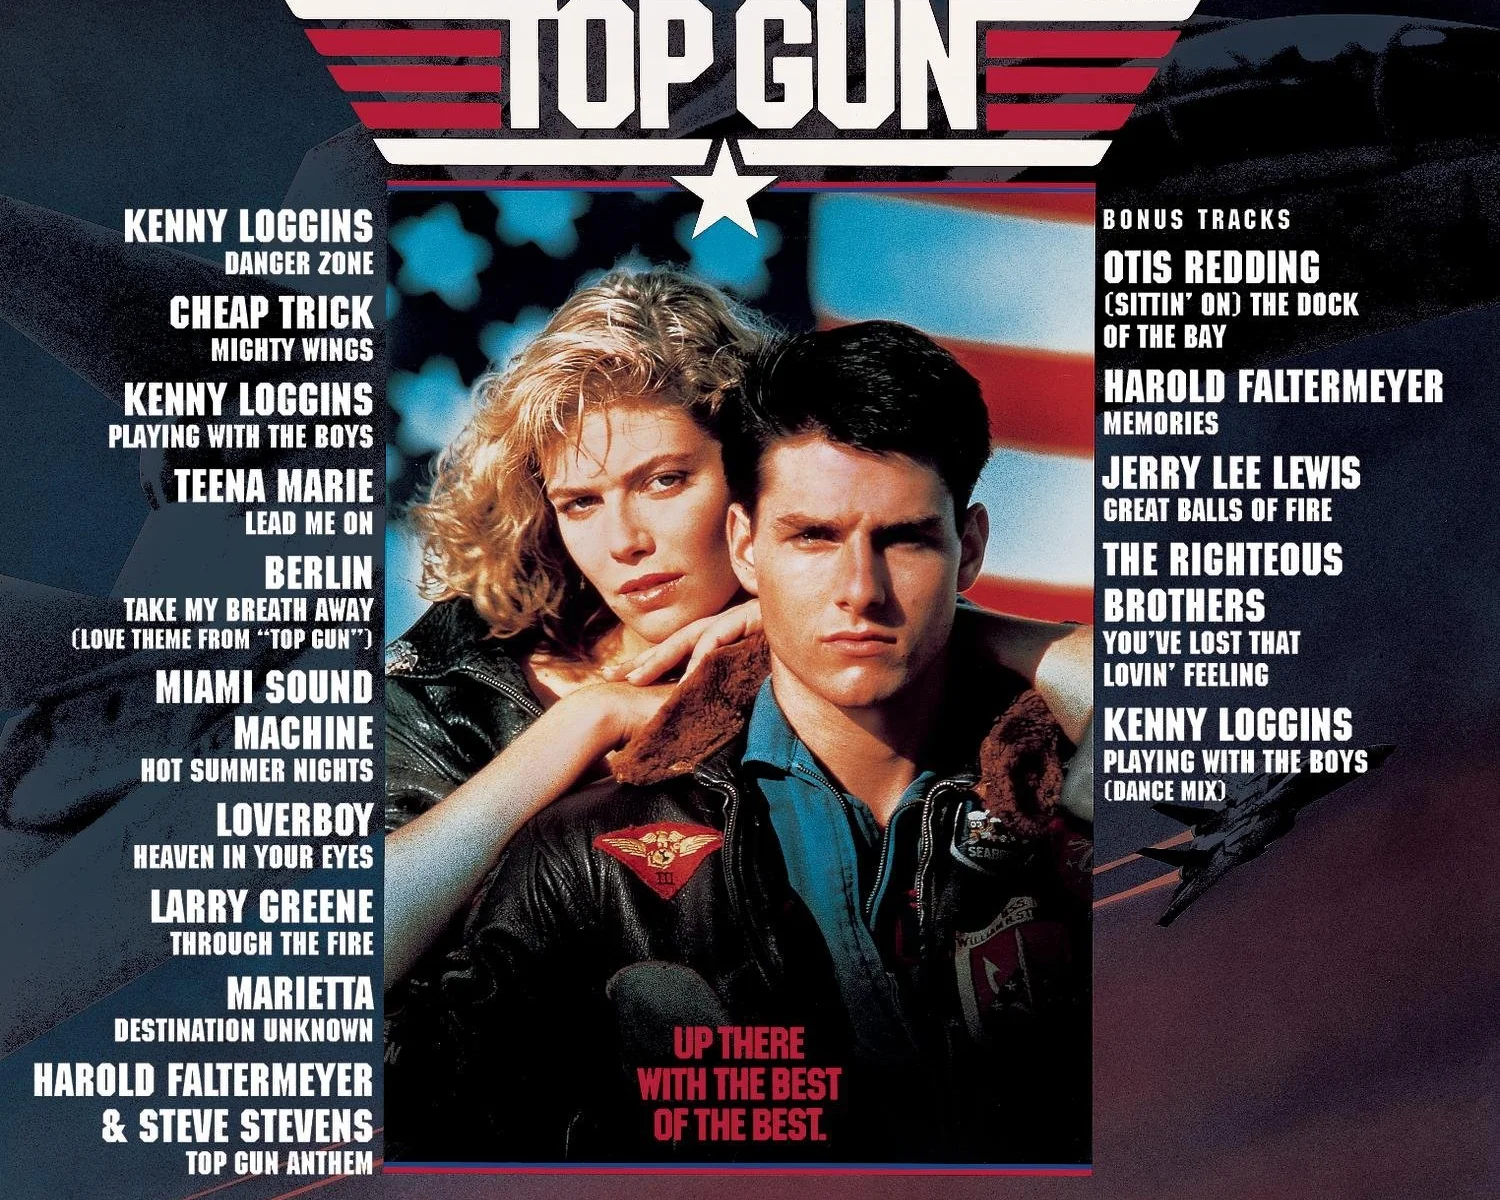 TOP GUN
KENNY LOGGINS
DANGER ZONE
CHEAP TRICK
MIGHTY WINGS
KENNY LOGGINS
PLAYING WITH THE BOYS
TEENA MARIE
LEAD ME ON
BERLIN
TAKE MY BREATH AWAY
(LOVE THEME FROM “TOP GUN”)
MIAMI SOUND
MACHINE
HOT SUMMER NIGHTS
LOVERBOY
HEAVEN IN YOUR EYES
LARRY GREENE
THROUGH THE FIRE
MARIETTA
DESTINATION UNKNOWN
HAROLD FALTERMEYER
& STEVE STEVENS
TOP GUN ANTHEM
III
UP THERE
WITH THE BEST
OF THE BEST.
BONUS TRACKS
OTIS REDDING
(SITTIN’ ON) THE DOCK
OF THE BAY
HAROLD FALTERMEYER
MEMORIES
JERRY LEE LEWIS
GREAT BALLS OF FIRE
THE RIGHTEOUS
BROTHERS
YOU’VE LOST THAT
LOVIN’ FEELING
KENNY LOGGINS
PLAYING WITH THE BOYS
(DANCE MIX)